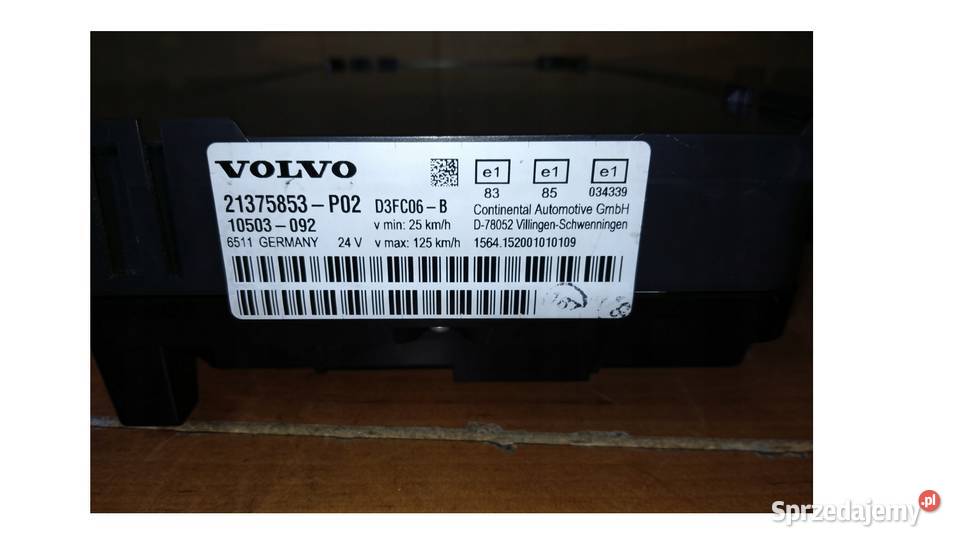 VOLVO
21375853-P02 D3FC06-B
10503-092 v min: 25 km/h
6511 GERMANY 24 V v max: 125 km/h
e1 e1 e1
83 85 034339
Continental Automotive GmbH
D-78052 Villingen-Schwenningen
1564.152001010109
Sprzedajemy.pl